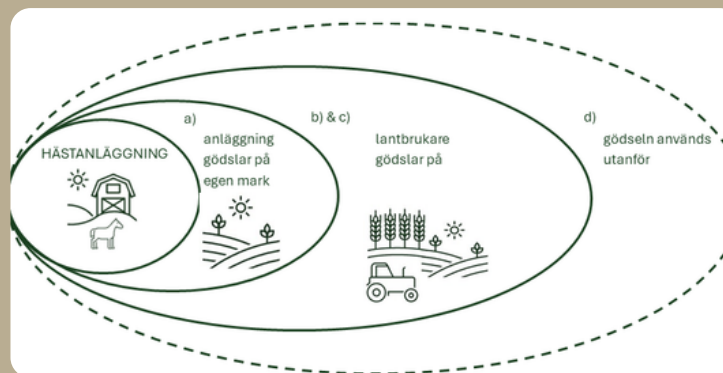 HÄSTANLÄGGNING
a)
anläggning
gödslar på
egen mark
b) & c)
lantbrukare
gödslar på
d)
gödseln används
utanför